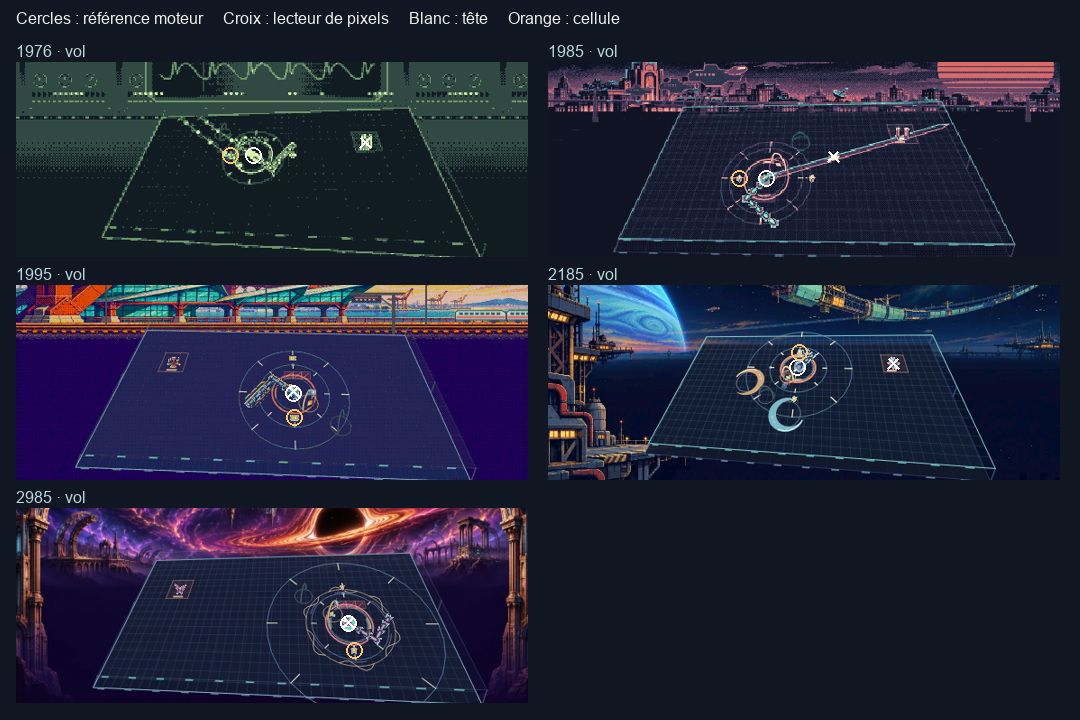 Cercles : référence moteur Croix : lecteur de pixels Blanc : tête Orange : cellule
1976 · vol
1985 · vol
1995 · vol
2185 · vol
2985 · vol